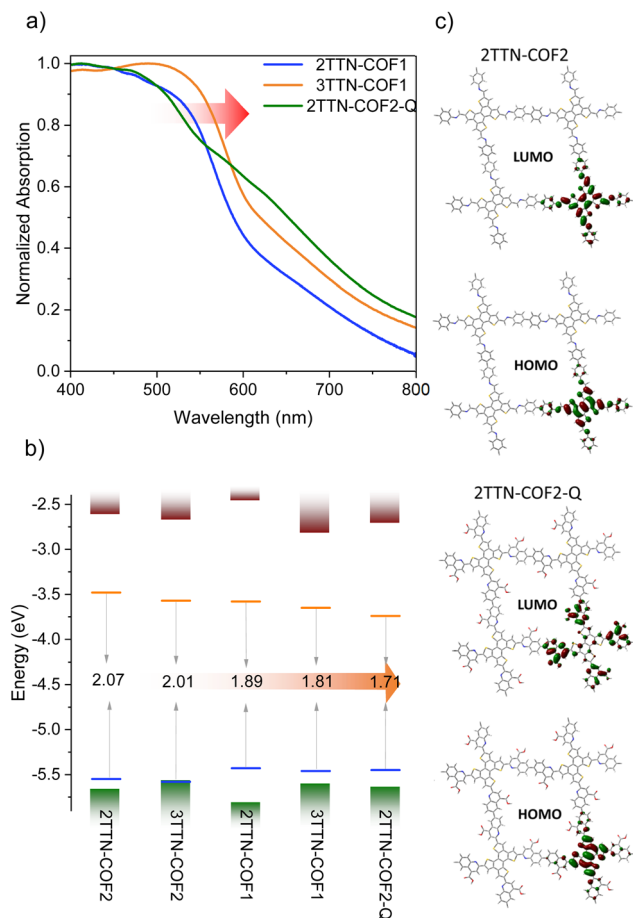 a)
Normalized Absorption
1.0
0.8
0.6
0.4
0.2
0.0
2TTN-COF1
3TTN-COF1
2TTN-COF2-Q
400
500
600
700
800
Wavelength (nm)
b)
Energy (eV)
-2.5
-3.0
-3.5
-4.0
-4.5
-5.0
-5.5
2.07
2.01
1.89
1.81
1.71
2TTN-COF2
3TTN-COF2
2TTN-COF1
3TTN-COF1
2TTN-COF2-Q
c)
2TTN-COF2
LUMO
HOMO
2TTN-COF2-Q
LUMO
HOMO